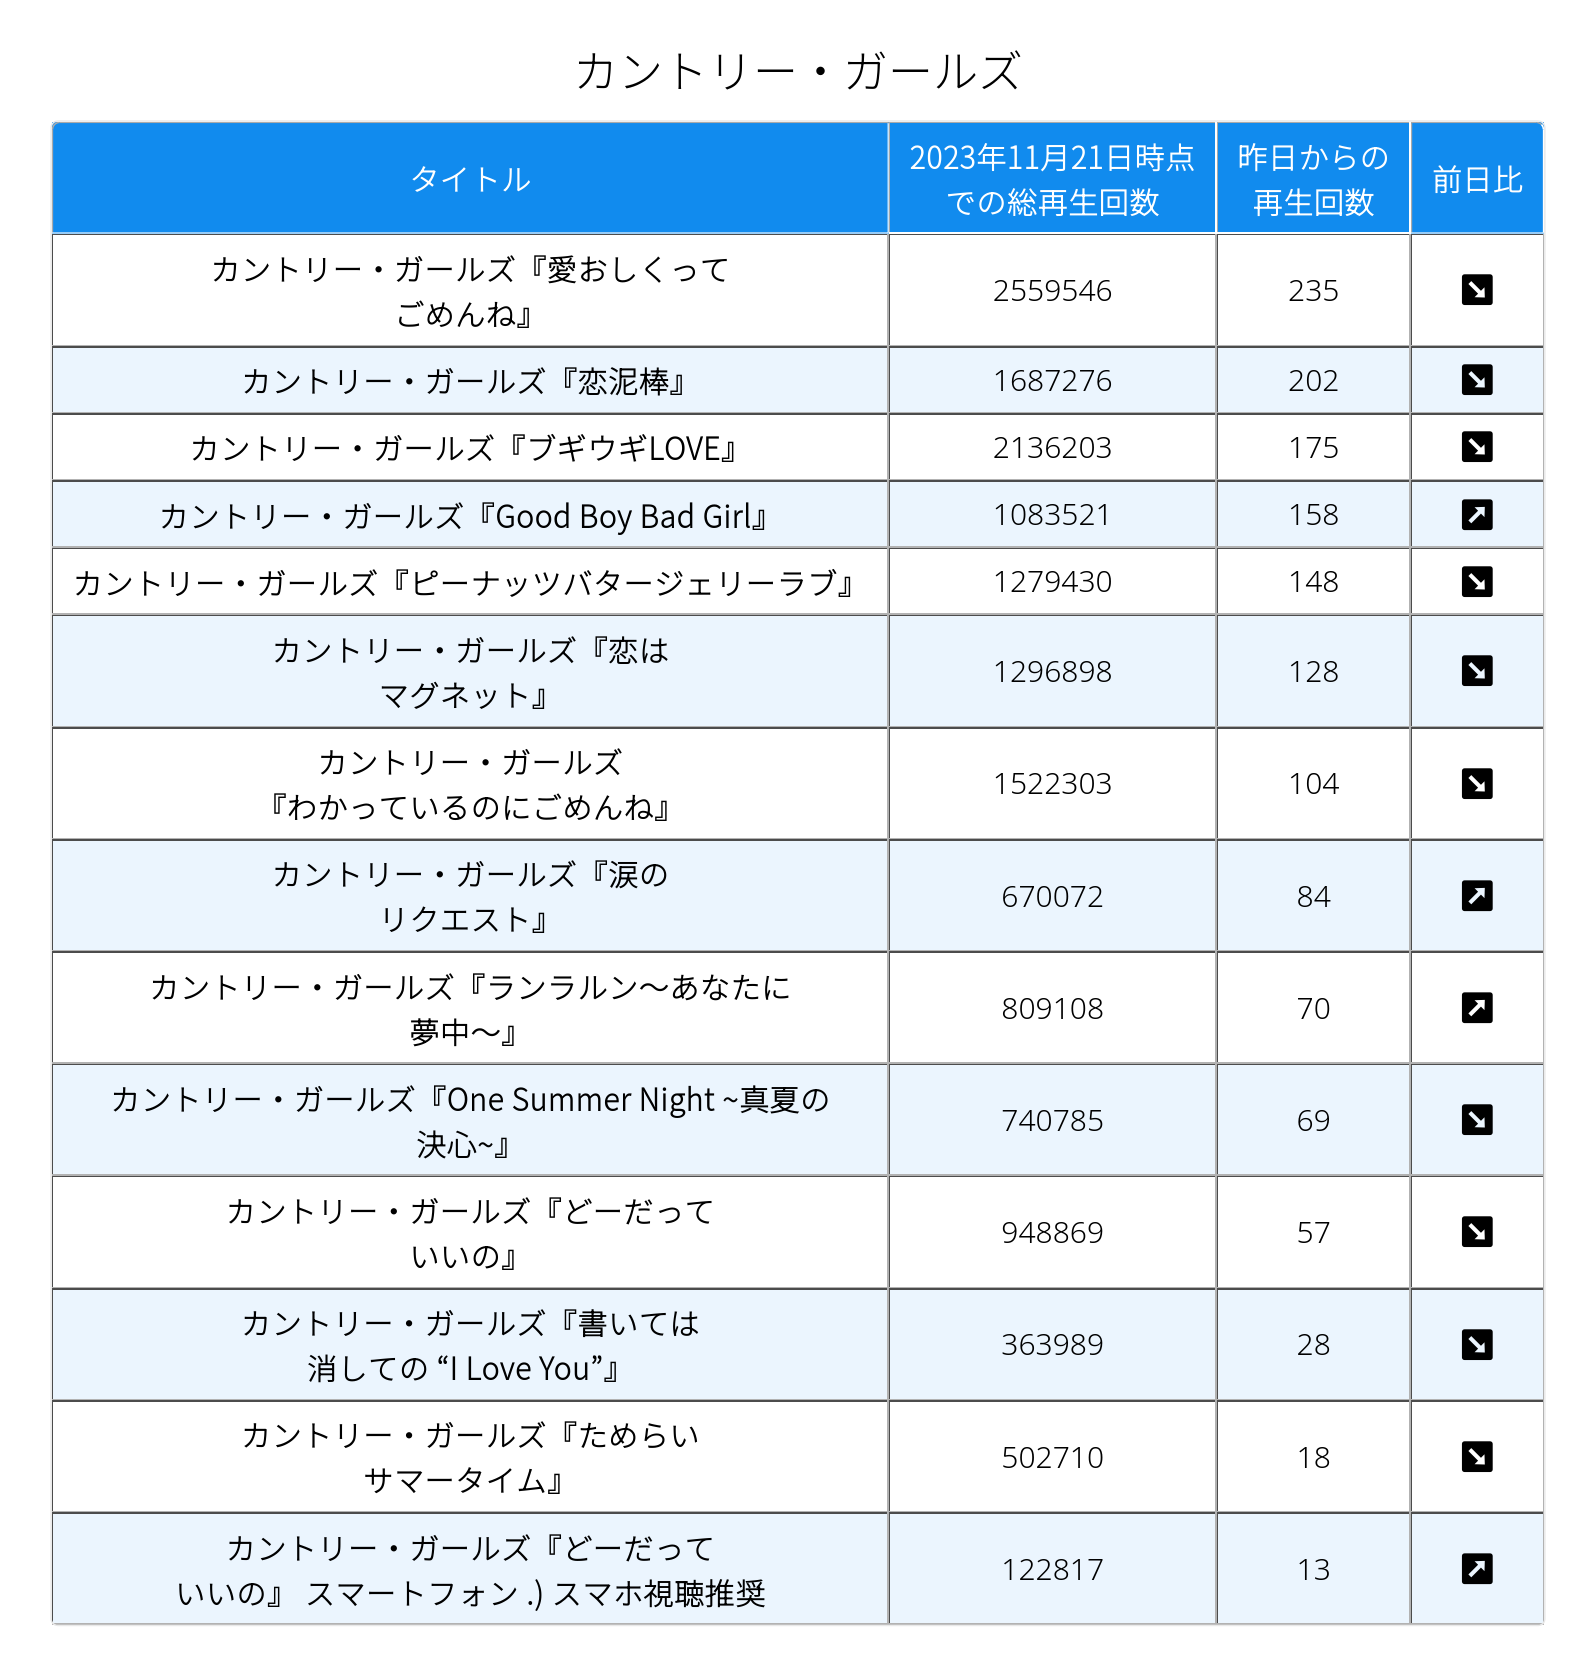 カントリー・ガールズ
タイトル
2023年11月21日時点
での総再生回数
昨日からの
再生回数
前日比
カントリー・ガールズ『愛おしくって
ごめんね』
2559546
235
カントリー・ガールズ『恋泥棒』
1687276
202
カントリー・ガールズ『ブギウギLOVE』
2136203
175
カントリー・ガールズ『Good Boy Bad Girl』
1083521
158
カントリー・ガールズ『ピーナッツバタージェリーラブ』
1279430
148
カントリー・ガールズ『恋は
マグネット』
1296898
128
カントリー・ガールズ
『わかっているのにごめんね』
1522303
104
カントリー・ガールズ『涙の
リクエスト』
670072
84
カントリー・ガールズ『ランラルン〜あなたに
夢中〜』
809108
70
カントリー・ガールズ『One Summer Night ~真夏の
決心~』
740785
69
カントリー・ガールズ『どーだって
いいの』
948869
57
カントリー・ガールズ『書いては
消しての “I Love You”』
363989
28
カントリー・ガールズ『ためらい
サマータイム』
502710
18
カントリー・ガールズ『どーだって
いいの』 スマートフォン .) スマホ視聴推奨
122817
13